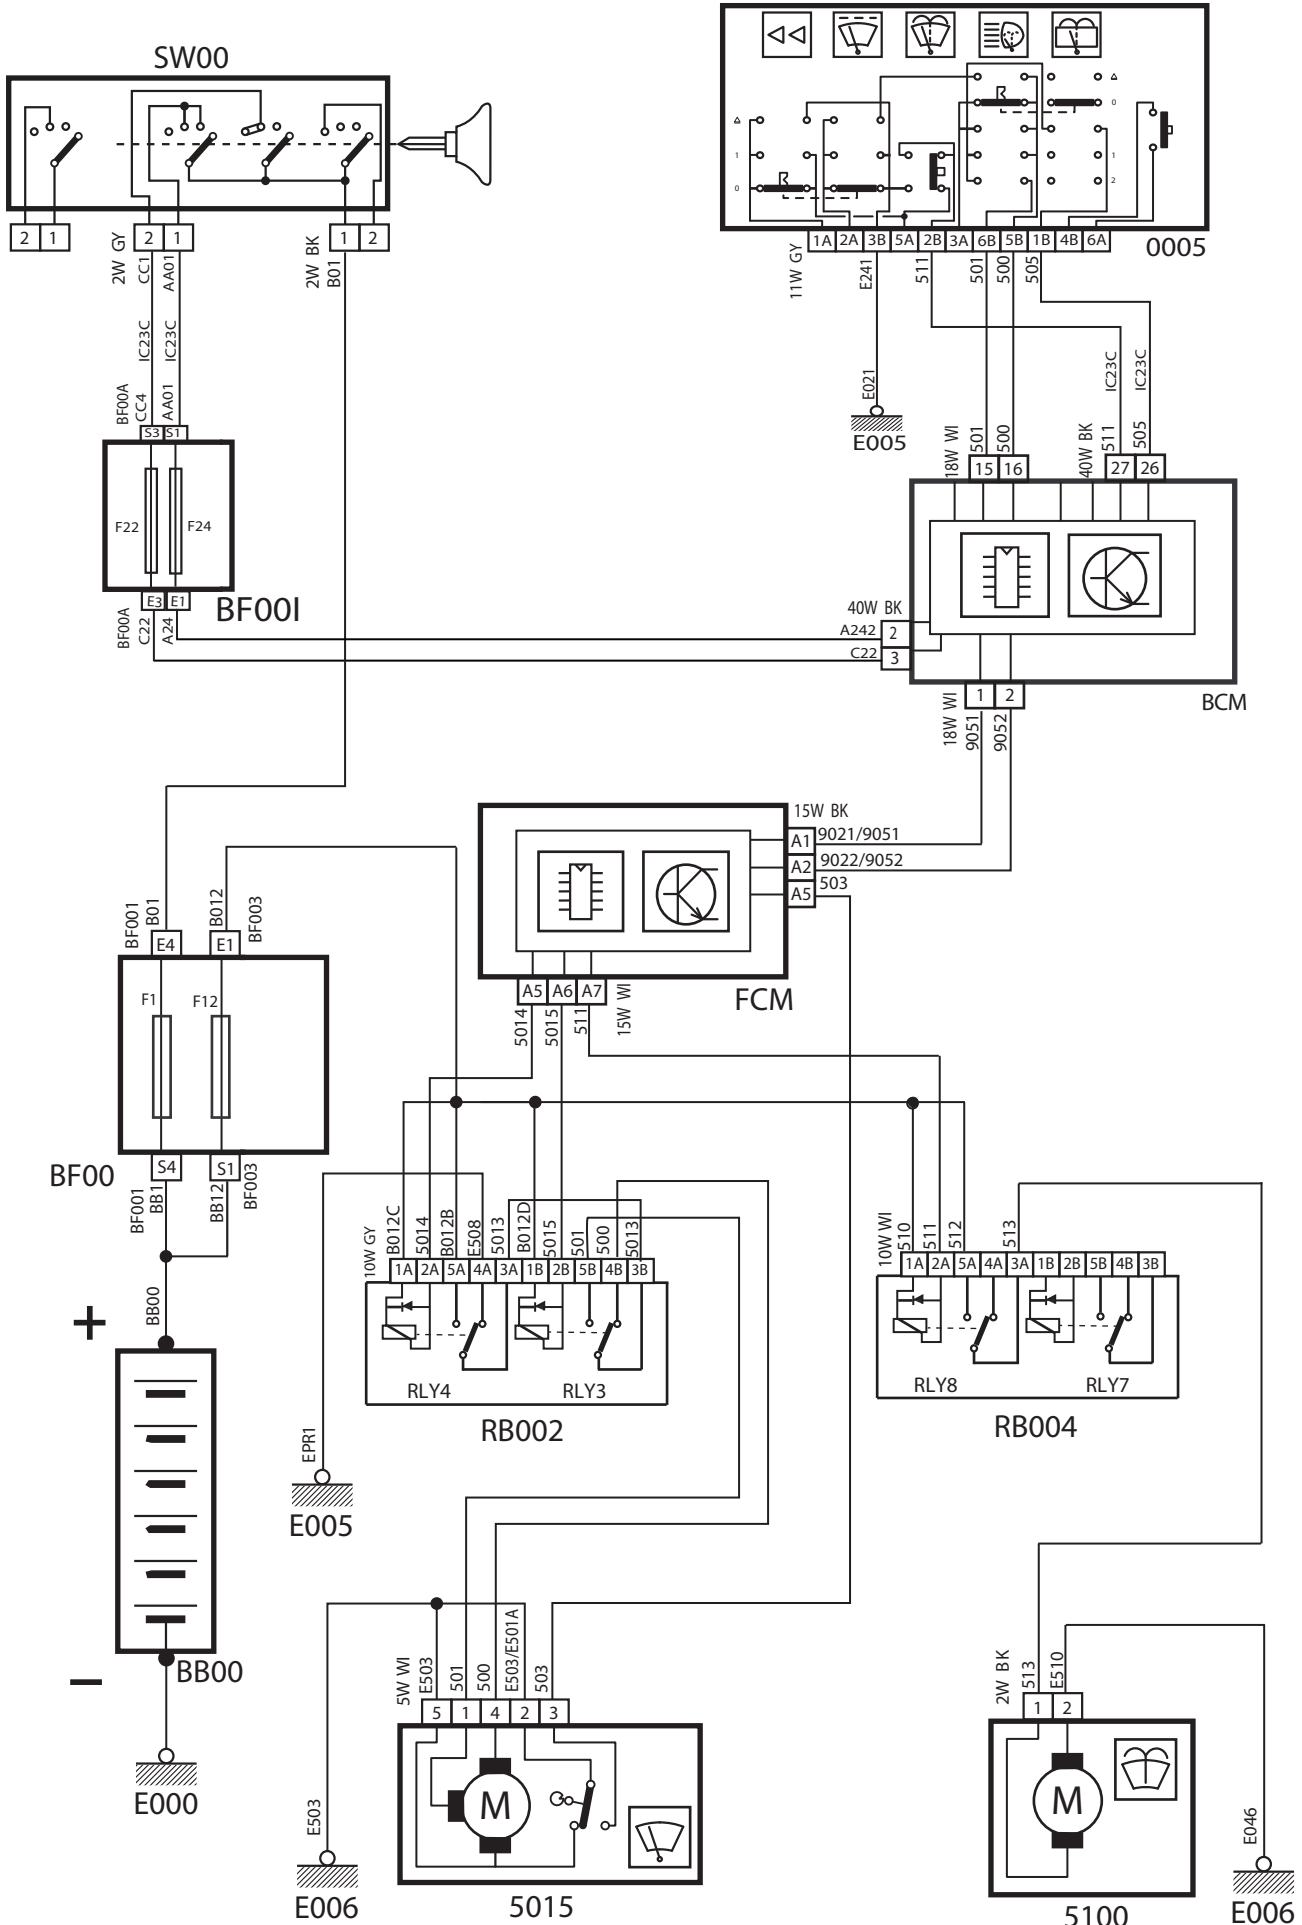 SW00
2 1
2W GY
2 1
CC1
AA01
2W BK
1 2
B01
△
1
0
△
0
1
2
1A 2A 3B 5A 2B 3A 6B 5B 1B 4B 6A
0005
11W GY
E241
511
501
500
505
IC23C
IC23C
E021
E005
IC23C
IC23C
BF00A
CC4
AA01
S3 S1
F22
F24
E3 E1
BF00I
BF00A
C22
A24
18W WI
501
500
40W BK
511
505
15 16
27 26
40W BK
A242
2
C22
3
BCM
1 2
18W WI
9051
9052
15W BK
A1
9021/9051
A2
9022/9052
A5
503
A5 A6 A7
FCM
5014
5015
511
15W WI
BF001
B01
B012
BF003
E4
E1
F1
F12
S4
S1
BF00
BF001
BB1
BB12
BF003
BB00
+
−
BB00
E000
10W GY
B012C
5014
B012B
E508
5013
B012D
5015
501
500
5013
1A 2A 5A 4A 3A 1B 2B 5B 4B 3B
RLY4
RLY3
RB002
10W WI
510
511
512
513
1A 2A 5A 4A 3A 1B 2B 5B 4B 3B
RLY8
RLY7
RB004
EPR1
E005
5W WI
E503
501
500
E503/E501A
503
5 1 4 2 3
M
5015
E503
E006
2W BK
513
E510
1 2
M
5100
E046
E006